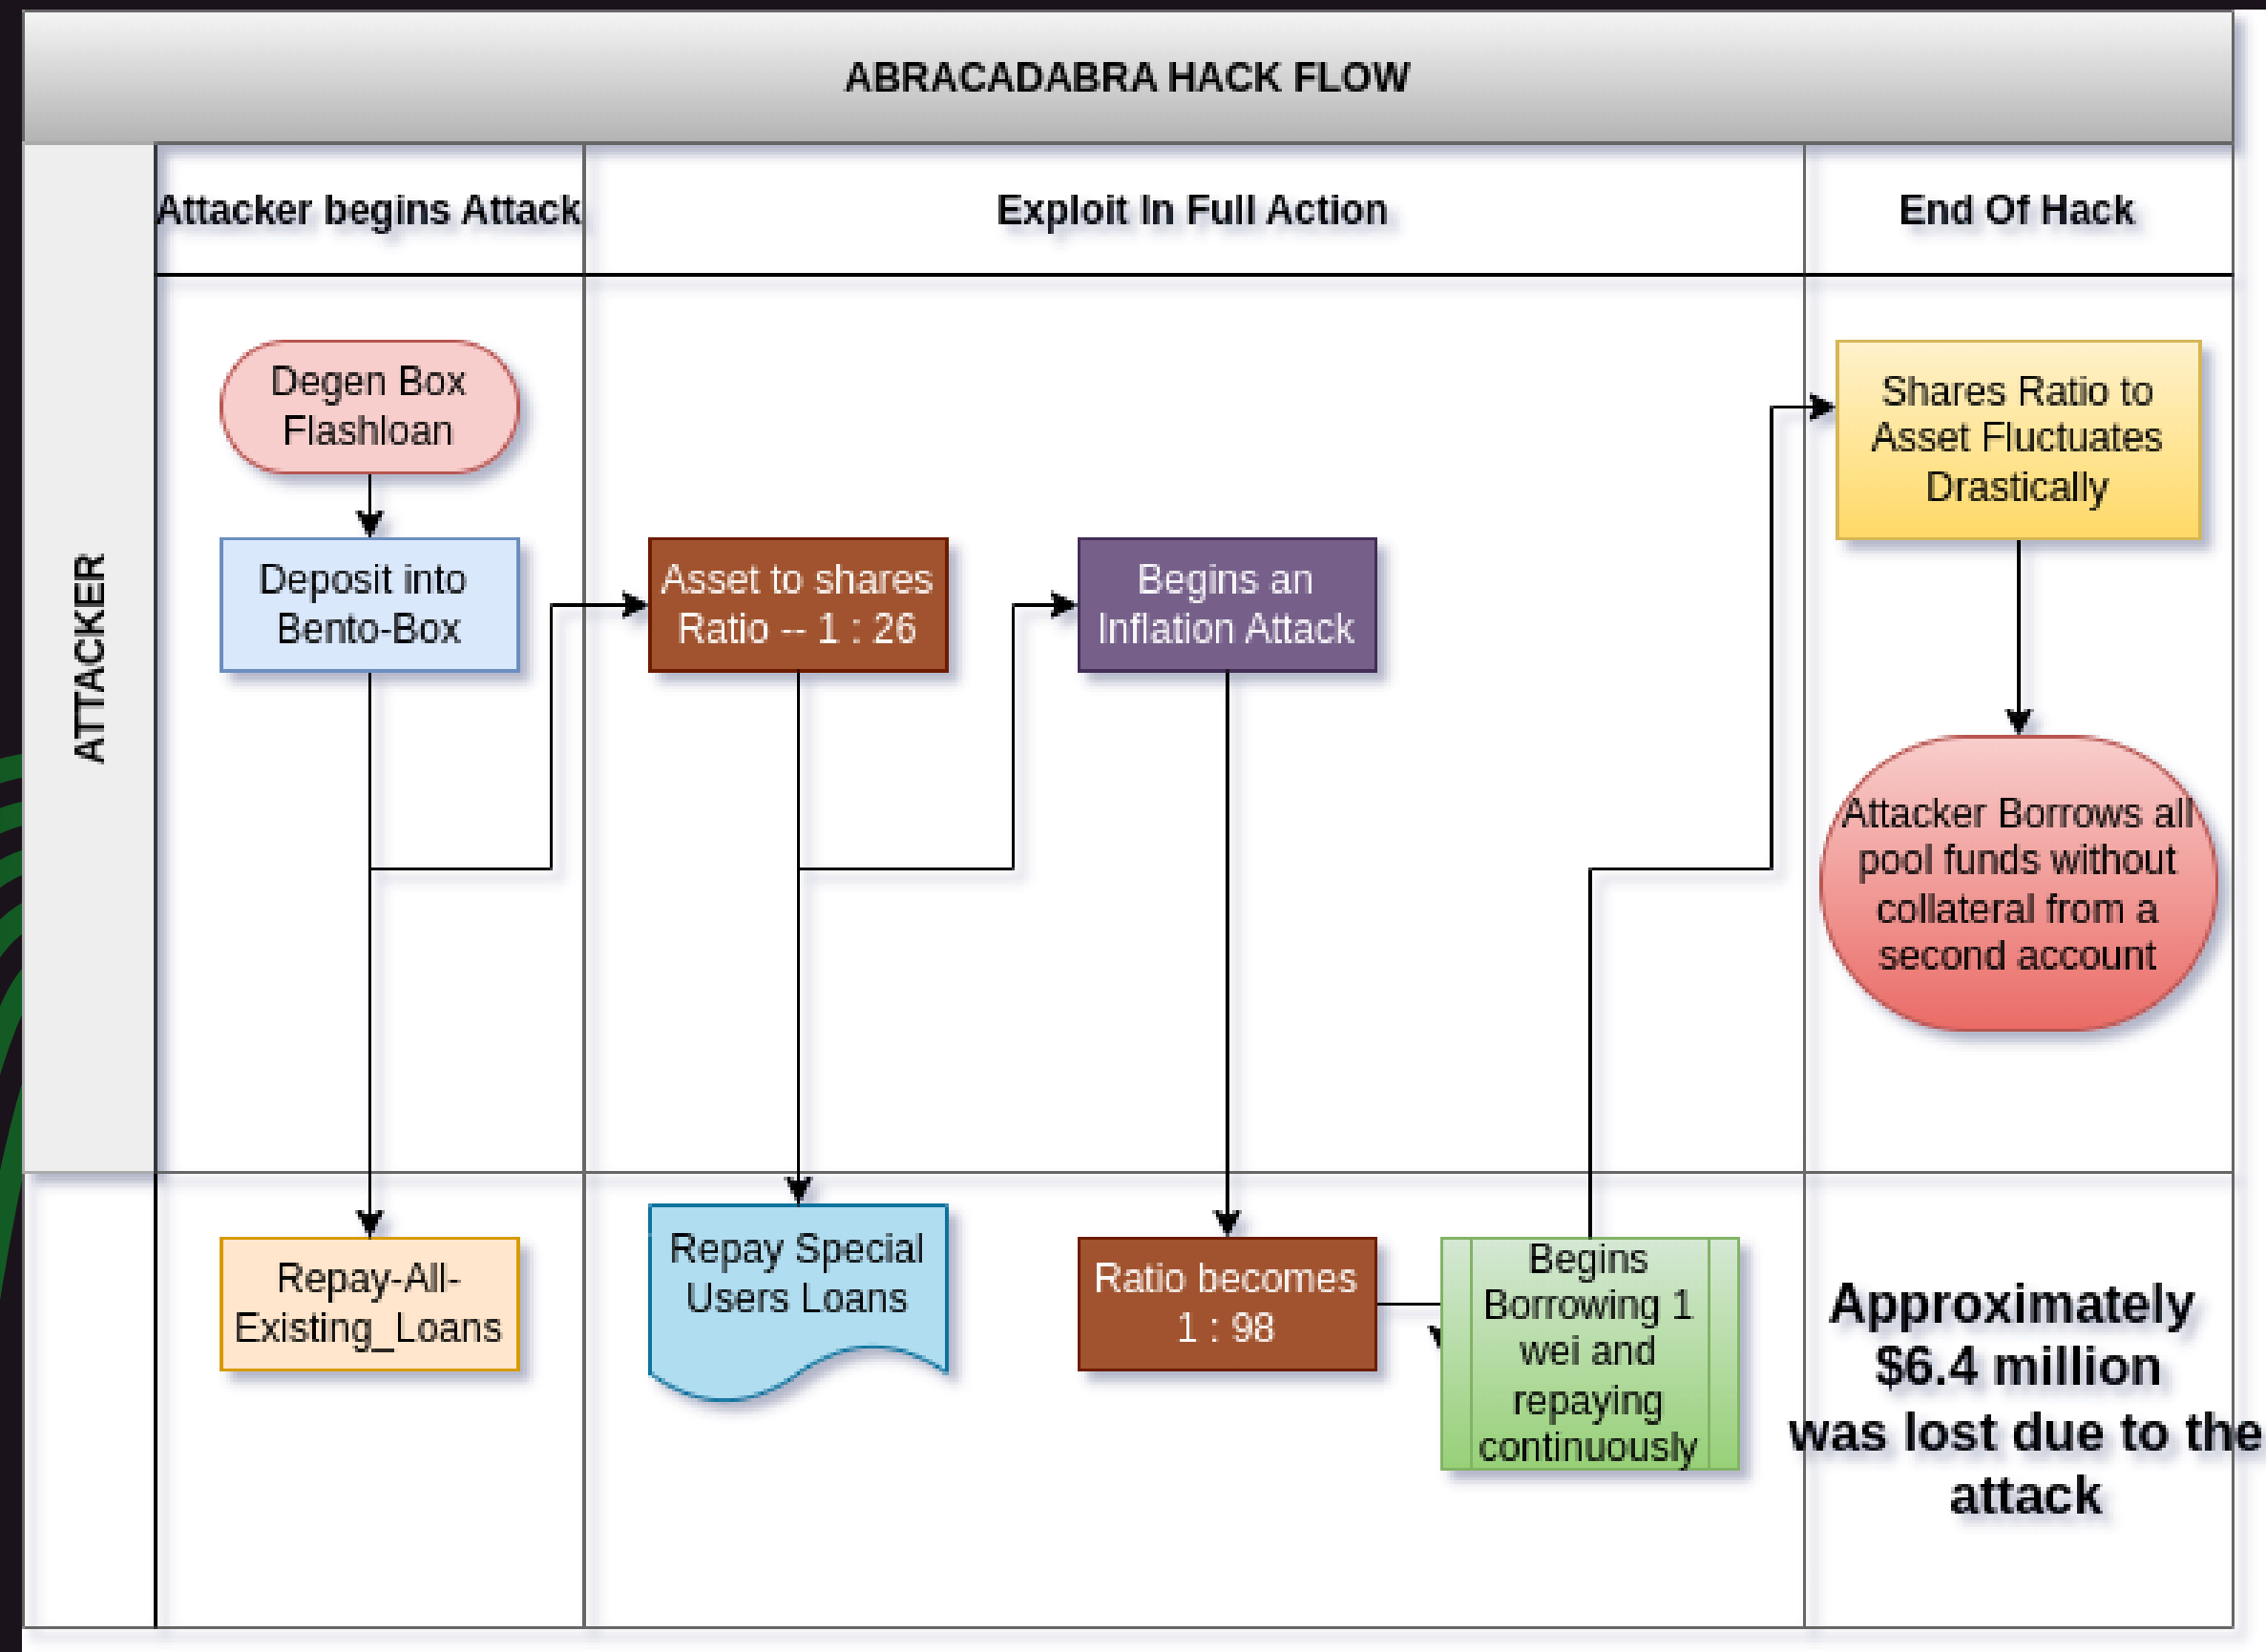 ABRACADABRA HACK FLOW
Attacker begins Attack
Exploit In Full Action
End Of Hack
ATTACKER
Degen Box
Flashloan
Deposit into
Bento-Box
Repay-All-
Existing_Loans
Asset to shares
Ratio -- 1 : 26
Repay Special
Users Loans
Begins an
Inflation Attack
Ratio becomes
1 : 98
Begins
Borrowing 1
wei and
repaying
continuously
Shares Ratio to
Asset Fluctuates
Drastically
Attacker Borrows all
pool funds without
collateral from a
second account
Approximately
$6.4 million
was lost due to the
attack